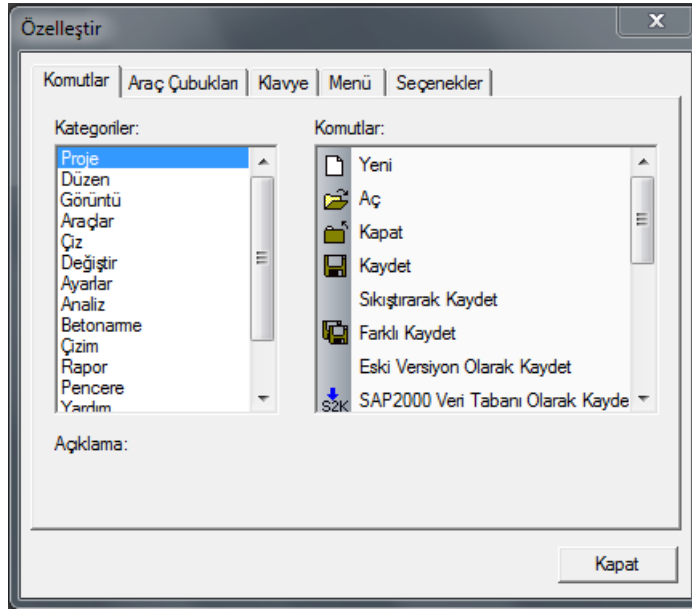 Özelleştir
Komutlar Araç Çubukları Klavye Menü Seçenekler
Kategoriler:
Proje
Düzen
Görüntü
Araçlar
Çiz
Değiştir
Ayarlar
Analiz
Betonarme
Çizim
Rapor
Pencere
Yardım
Komutlar:
Yeni
Aç
Kapat
Kaydet
Sıkıştırarak Kaydet
Farklı Kaydet
Eski Versiyon Olarak Kaydet
S2K SAP2000 Veri Tabanı Olarak Kayde
Açıklama:
Kapat